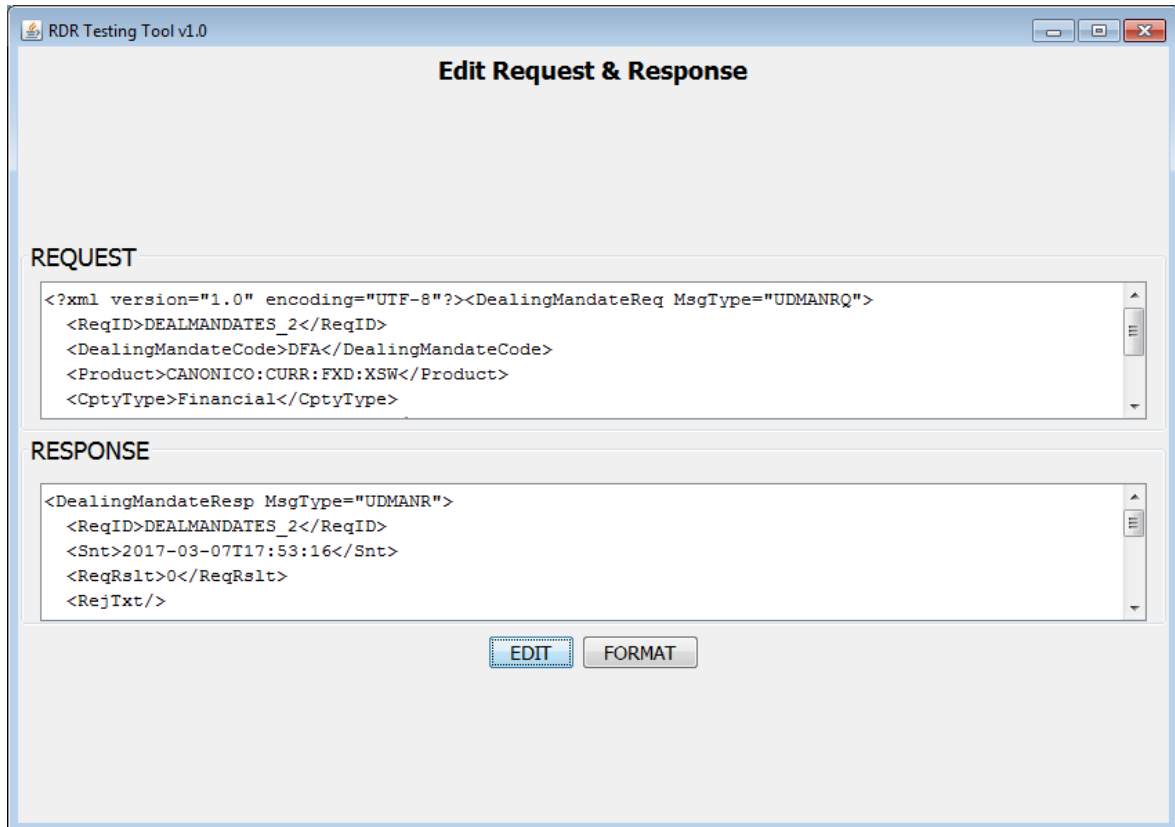 RDR Testing Tool v1.0
Edit Request & Response
REQUEST
<?xml version="1.0" encoding="UTF-8"?><DealingMandateReq MsgType="UDMANRQ">
  <ReqID>DEALMANDATES_2</ReqID>
  <DealingMandateCode>DFA</DealingMandateCode>
  <Product>CANONICO:CURR:FXD:XSW</Product>
  <CptyType>Financial</CptyType>
RESPONSE
<DealingMandateResp MsgType="UDMANR">
  <ReqID>DEALMANDATES_2</ReqID>
  <Snt>2017-03-07T17:53:16</Snt>
  <ReqRslt>0</ReqRslt>
  <RejTxt/>
EDIT FORMAT